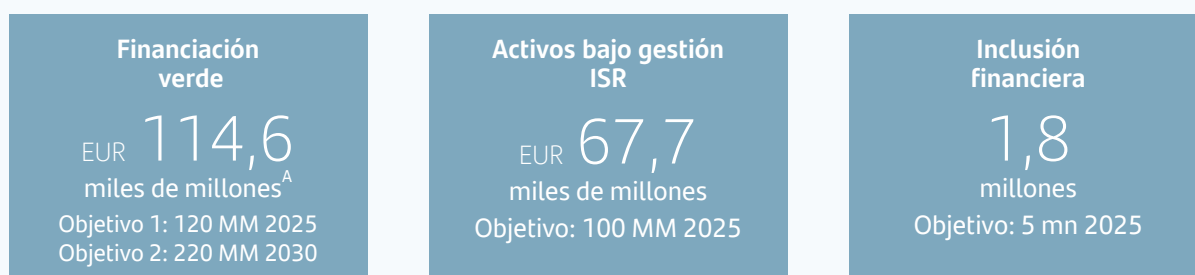 Financiación
verde
EUR 114,6
miles de millones^A
Objetivo 1: 120 MM 2025
Objetivo 2: 220 MM 2030
Activos bajo gestión
ISR
EUR 67,7
miles de millones
Objetivo: 100 MM 2025
Inclusión
financiera
1,8
millones
Objetivo: 5 mn 2025